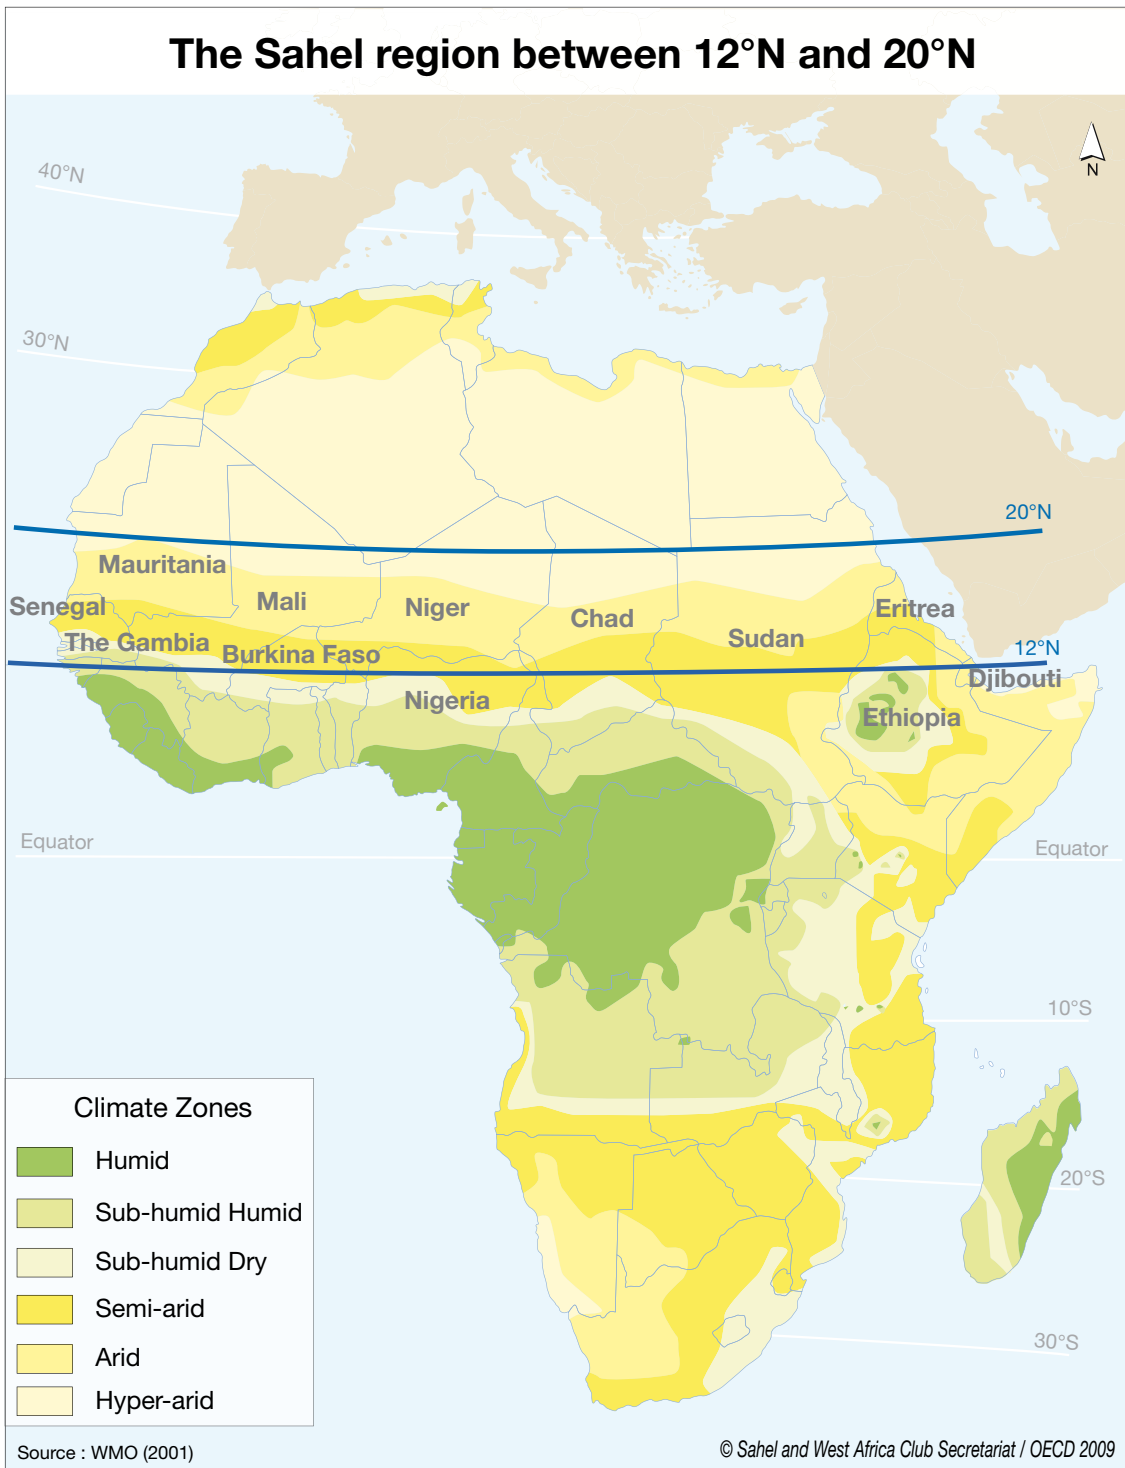 The Sahel region between 12°N and 20°N
N
40°N
30°N
20°N
Mauritania
Senegal
Mali
Niger
Chad
Eritrea
The Gambia
Burkina Faso
Sudan
12°N
Djibouti
Nigeria
Ethiopia
Equator
Equator
10°S
20°S
30°S
Climate Zones
Humid
Sub-humid Humid
Sub-humid Dry
Semi-arid
Arid
Hyper-arid
Source : WMO (2001)
© Sahel and West Africa Club Secretariat / OECD 2009